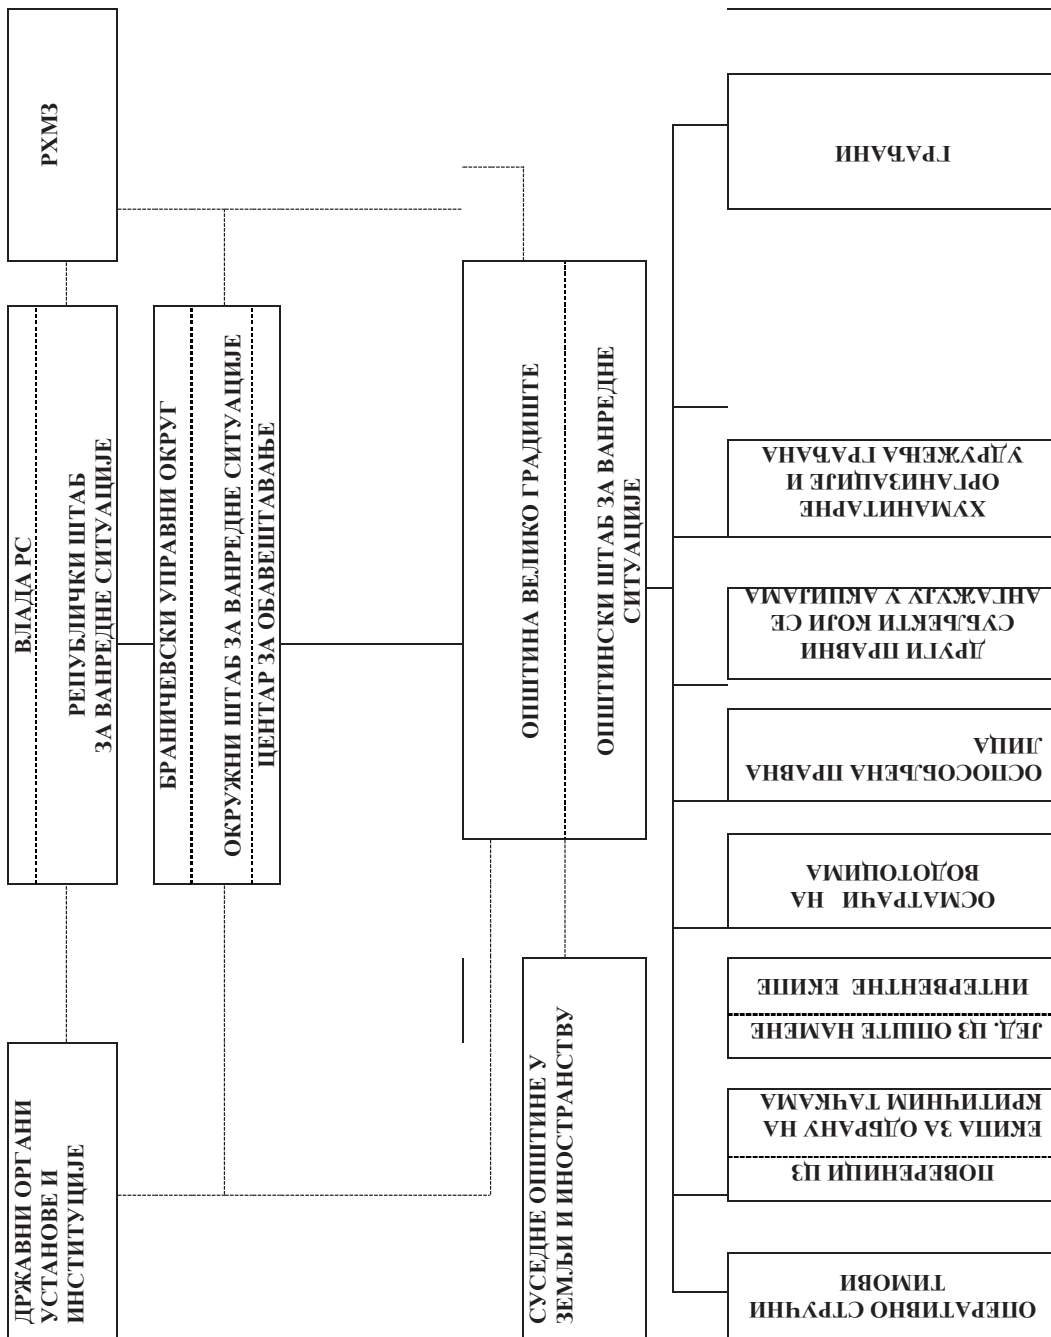 ВЛАДА РС
РЕПУБЛИЧКИ ШТАБ
ЗА ВАНРЕДНЕ СИТУАЦИЈЕ
РХМЗ
ДРЖАВНИ ОРГАНИ
УСТАНОВЕ И
ИНСТИТУЦИЈЕ
БРАНИЧЕВСКИ УПРАВНИ ОКРУГ
ОКРУЖНИ ШТАБ ЗА ВАНРЕДНЕ СИТУАЦИЈЕ
ЦЕНТАР ЗА ОБАВЕШТАВАЊЕ
ОПШТИНА ВЕЛИКО ГРАДИШТЕ
ОПШТИНСКИ ШТАБ ЗА ВАНРЕДНЕ
СИТУАЦИЈЕ
СУСЕДНЕ ОПШТИНЕ У
ЗЕМЉИ И ИНОСТРАНСТВУ
ОПЕРАТИВНО СТРУЧНИ
ТИМОВИ
ПОВЕРЕНИЦИ ЦЗ
ЕКИПА ЗА ОДБРАНУ НА
КРИТИЧНИМ ТАЧКАМА
ЈЕД. ЦЗ ОПШТЕ НАМЕНЕ
ИНТЕРВЕНТНЕ ЕКИПЕ
ОСМАТРАЧИ НА
ВОДОТОЦИМА
ОСПОСОБЉЕНА ПРАВНА
ЛИЦА
ДРУГИ ПРАВНИ
СУБЉЕКТИ КОЈИ СЕ
АНГАЖУЈУ У АКЦИЈАМА
ХУМАНИТАРНЕ
ОРГАНИЗАЦИЈЕ И
УДРУЖЕЊА ГРАЂАНА
ГРАЂАНИ